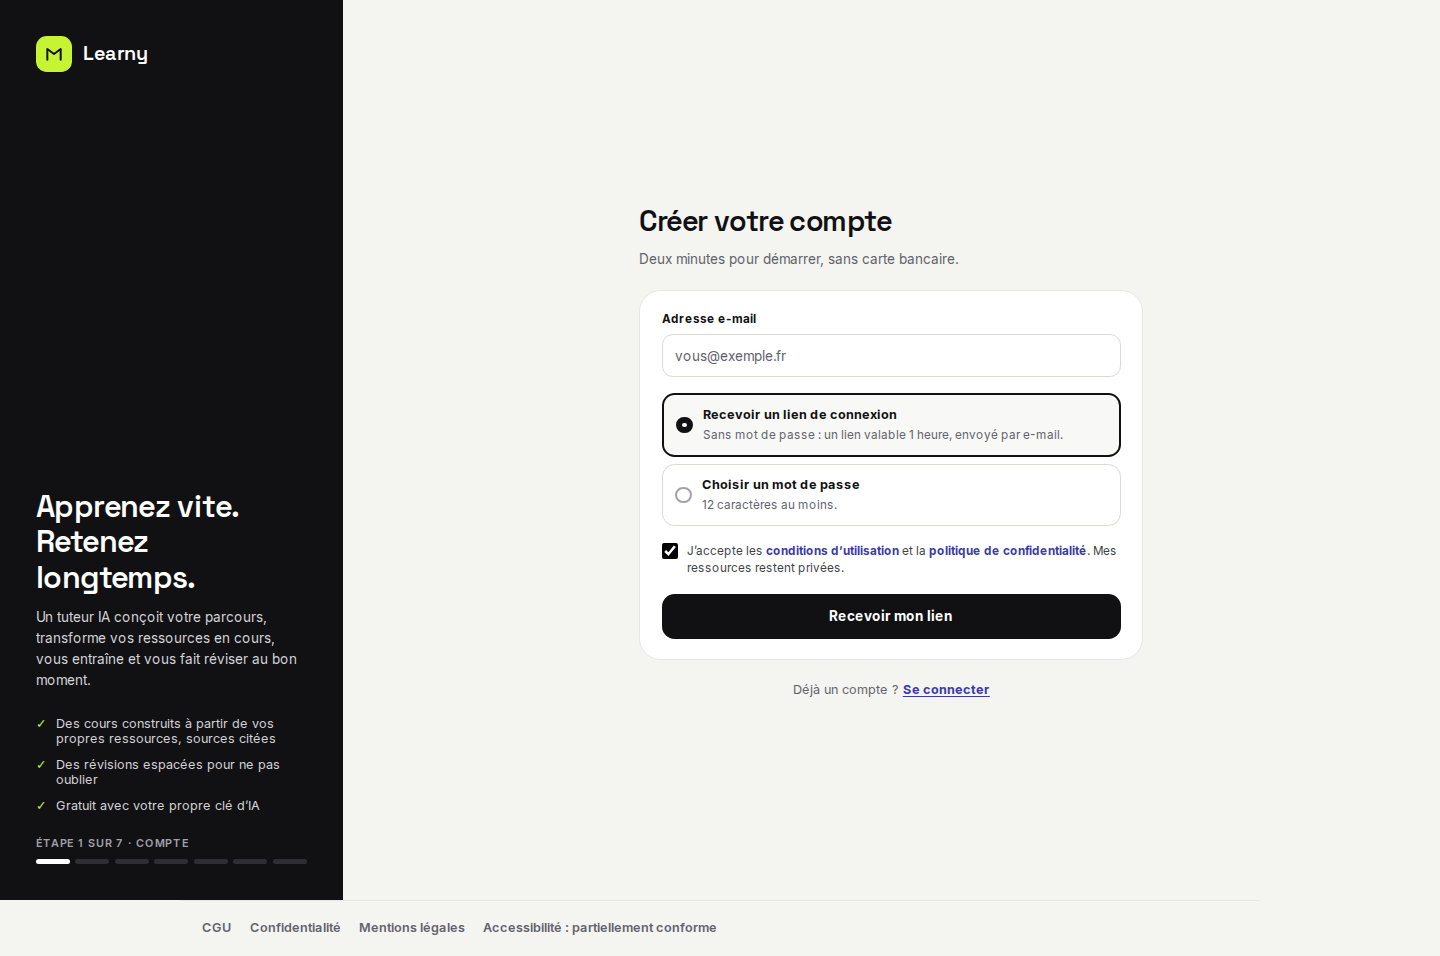 Learny
Apprenez vite.
Retenez
longtemps.
Un tuteur IA conçoit votre parcours,
transforme vos ressources en cours,
vous entraîne et vous fait réviser au bon
moment.
✓ Des cours construits à partir de vos
propres ressources, sources citées
✓ Des révisions espacées pour ne pas
oublier
✓ Gratuit avec votre propre clé d’IA
ÉTAPE 1 SUR 7 · COMPTE
Créer votre compte
Deux minutes pour démarrer, sans carte bancaire.
Adresse e-mail
vous@exemple.fr
Recevoir un lien de connexion
Sans mot de passe : un lien valable 1 heure, envoyé par e-mail.
Choisir un mot de passe
12 caractères au moins.
J’accepte les conditions d’utilisation et la politique de confidentialité. Mes
ressources restent privées.
Recevoir mon lien
Déjà un compte ? Se connecter
CGU Confidentialité Mentions légales Accessibilité : partiellement conforme